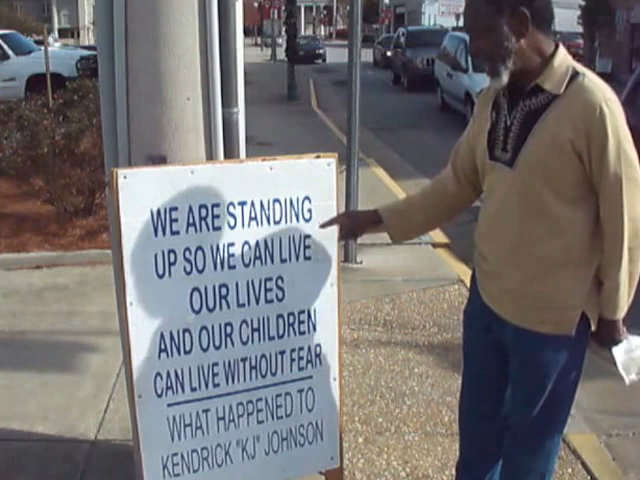 WE ARE STANDING
UP SO WE CAN LIVE
OUR LIVES
AND OUR CHILDREN
CAN LIVE WITHOUT FEAR
WHAT HAPPENED TO
KENDRICK "KJ" JOHNSON